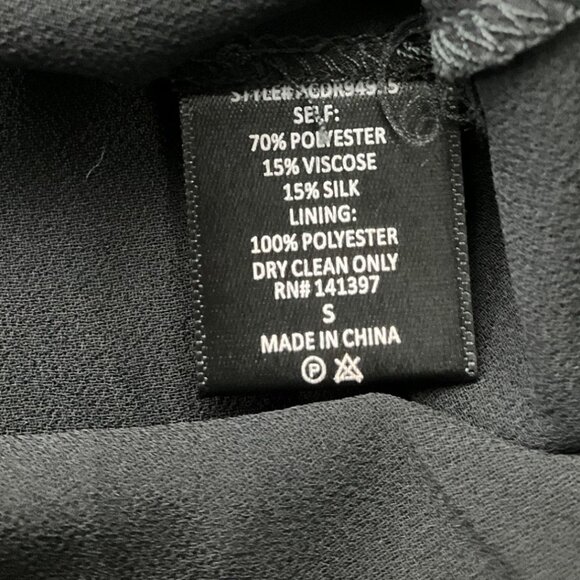 SELF:
70% POLYESTER
15% VISCOSE
15% SILK
LINING:
100% POLYESTER
DRY CLEAN ONLY
RN# 141397
S
MADE IN CHINA
P